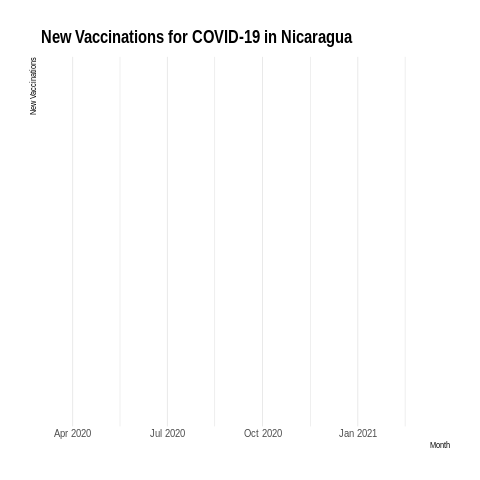 New Vaccinations for COVID-19 in Nicaragua
New Vaccinations
Apr 2020 Jul 2020 Oct 2020 Jan 2021
Month